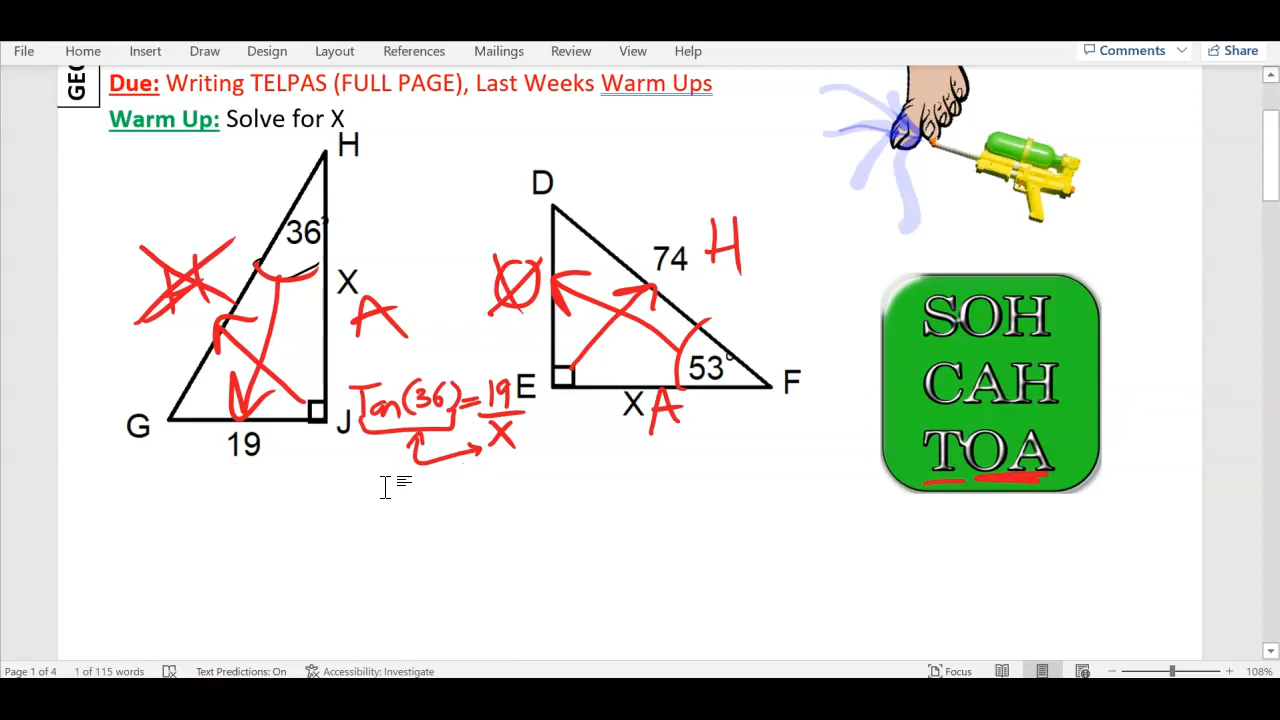 File Home Insert Draw Design Layout References Mailings Review View Help Comments Share
GEO
Due: Writing TELPAS (FULL PAGE), Last Weeks Warm Ups
Warm Up: Solve for X
H
36°
X
A
H
G
19
J
Tan(36) = 19/X
D
O
74 H
53°
E
X A
F
SOH
CAH
TOA
Page 1 of 4 1 of 115 words Text Predictions: On Accessibility: Investigate Focus 108%